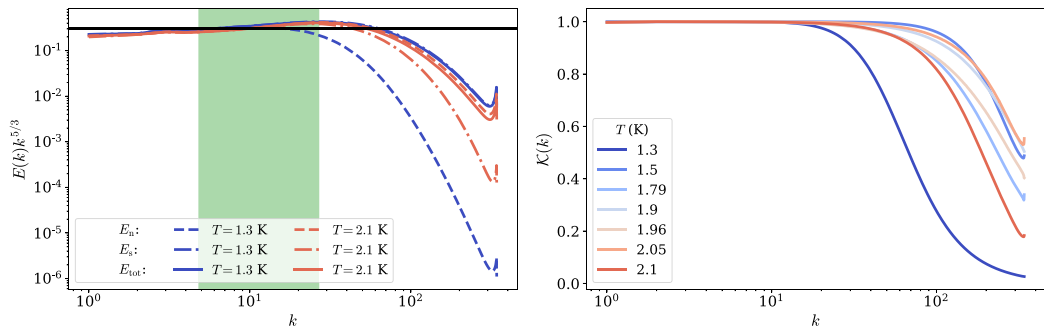 E(k)k^{5/3}
10^{-1}
10^{-2}
10^{-3}
10^{-4}
10^{-5}
10^{-6}
E_n: T = 1.3 K T = 2.1 K
E_s: T = 1.3 K T = 2.1 K
E_tot: T = 1.3 K T = 2.1 K
10^0 10^1 10^2
k
𝒦(k)
1.0
0.8
0.6
0.4
0.2
0.0
T (K)
1.3
1.5
1.79
1.9
1.96
2.05
2.1
10^0 10^1 10^2
k